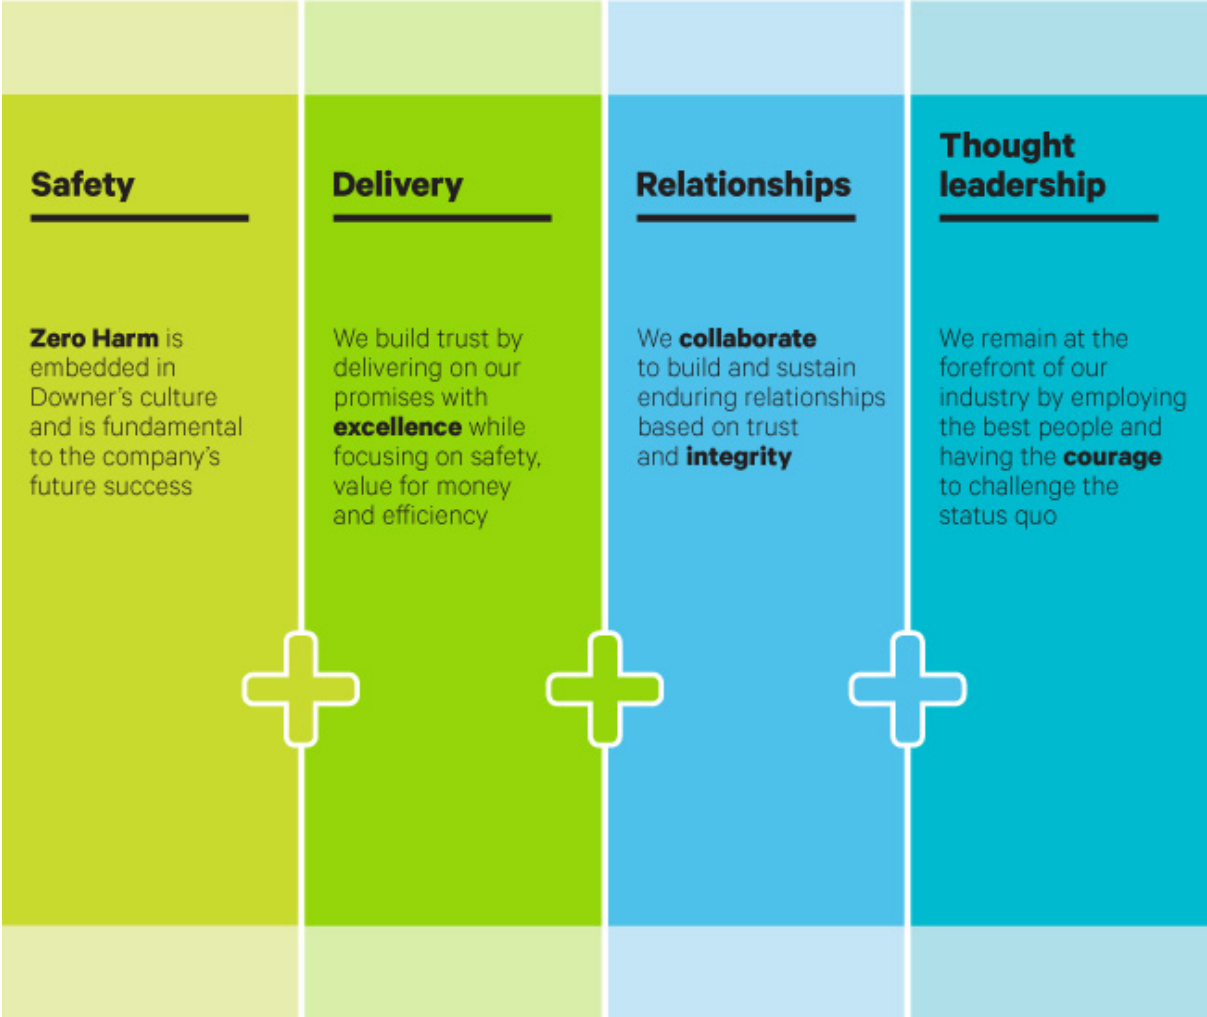 Safety
Zero Harm is
embedded in
Downer's culture
and is fundamental
to the company's
future success
Delivery
We build trust by
delivering on our
promises with
excellence while
focusing on safety,
value for money
and efficiency
Relationships
We collaborate
to build and sustain
enduring relationships
based on trust
and integrity
Thought
leadership
We remain at the
forefront of our
industry by employing
the best people and
having the courage
to challenge the
status quo